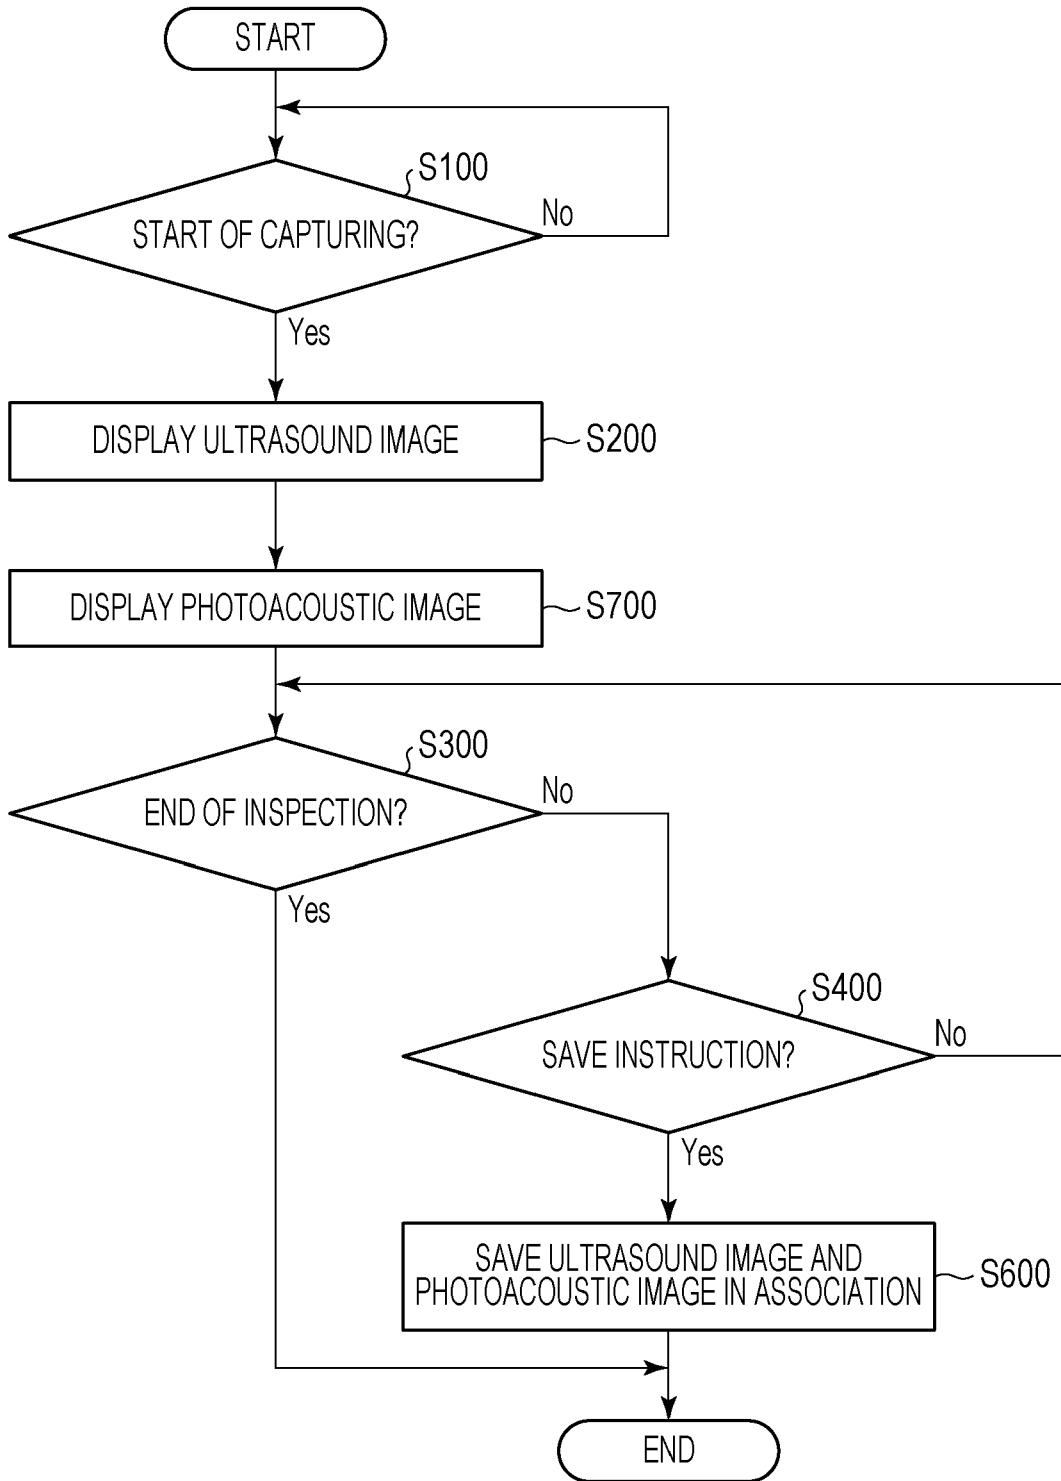 START
S100
START OF CAPTURING?
No
Yes
DISPLAY ULTRASOUND IMAGE
S200
DISPLAY PHOTOACOUSTIC IMAGE
S700
S300
END OF INSPECTION?
No
Yes
S400
SAVE INSTRUCTION?
No
Yes
SAVE ULTRASOUND IMAGE AND
PHOTOACOUSTIC IMAGE IN ASSOCIATION
S600
END